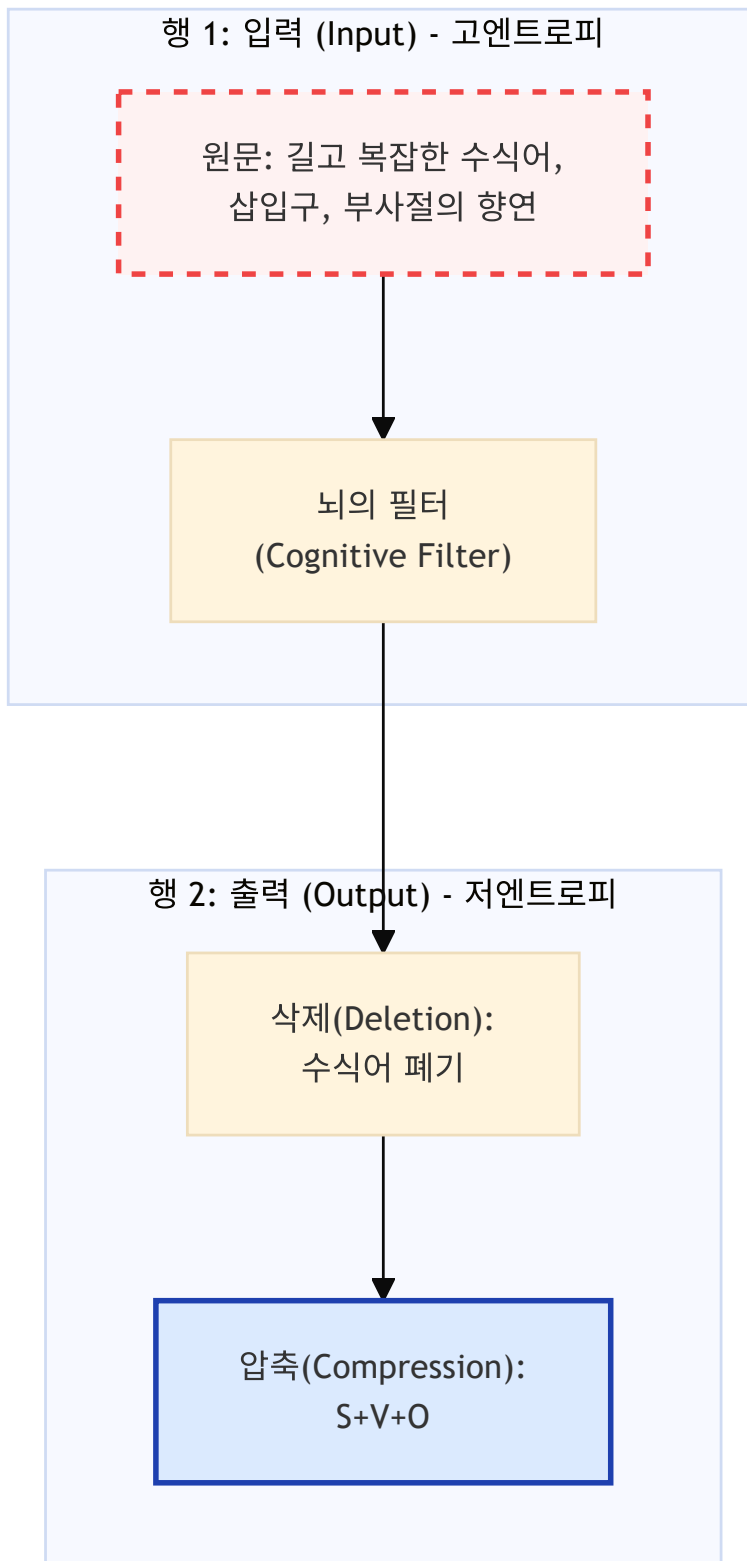 행 1: 입력 (Input) - 고엔트로피
원문: 길고 복잡한 수식어,
삽입구, 부사절의 향연
뇌의 필터
(Cognitive Filter)
행 2: 출력 (Output) - 저엔트로피
삭제(Deletion):
수식어 폐기
압축(Compression):
S+V+O